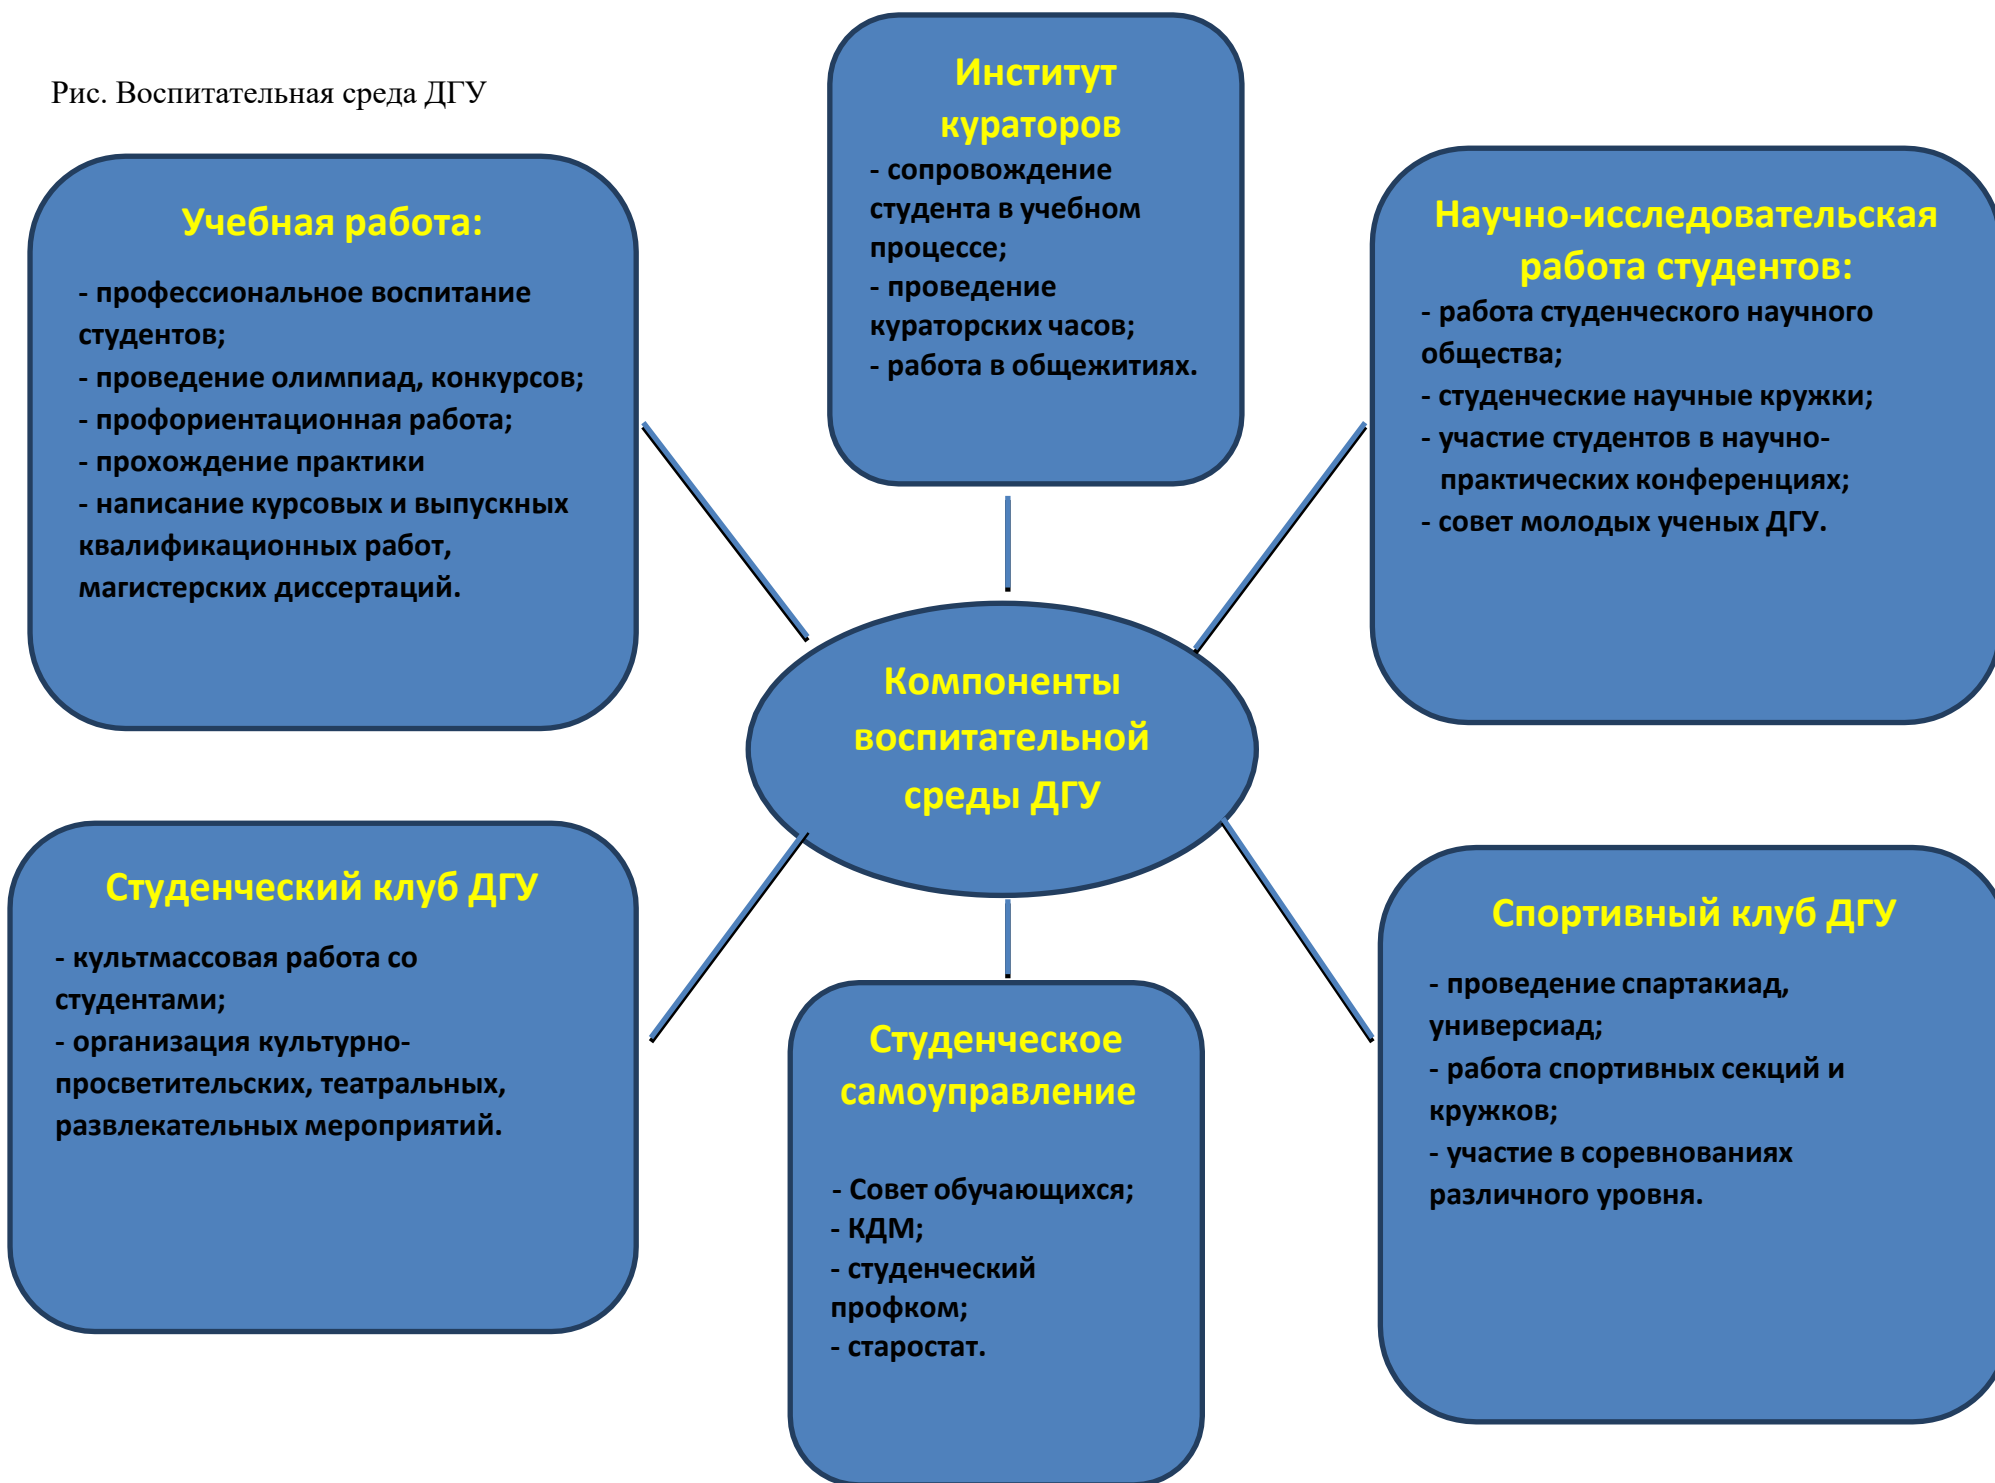 Рис. Воспитательная среда ДГУ
Институт
кураторов
- сопровождение
студента в учебном
процессе;
- проведение
кураторских часов;
- работа в общежитиях.
Учебная работа:
- профессиональное воспитание
студентов;
- проведение олимпиад, конкурсов;
- профориентационная работа;
- прохождение практики
- написание курсовых и выпускных
квалификационных работ,
магистерских диссертаций.
Научно-исследовательская
работа студентов:
- работа студенческого научного
общества;
- студенческие научные кружки;
- участие студентов в научно-
практических конференциях;
- совет молодых ученых ДГУ.
Компоненты
воспитательной
среды ДГУ
Студенческий клуб ДГУ
- культмассовая работа со
студентами;
- организация культурно-
просветительских, театральных,
развлекательных мероприятий.
Студенческое
самоуправление
- Совет обучающихся;
- КДМ;
- студенческий
профком;
- старостат.
Спортивный клуб ДГУ
- проведение спартакиад,
универсиад;
- работа спортивных секций и
кружков;
- участие в соревнованиях
различного уровня.